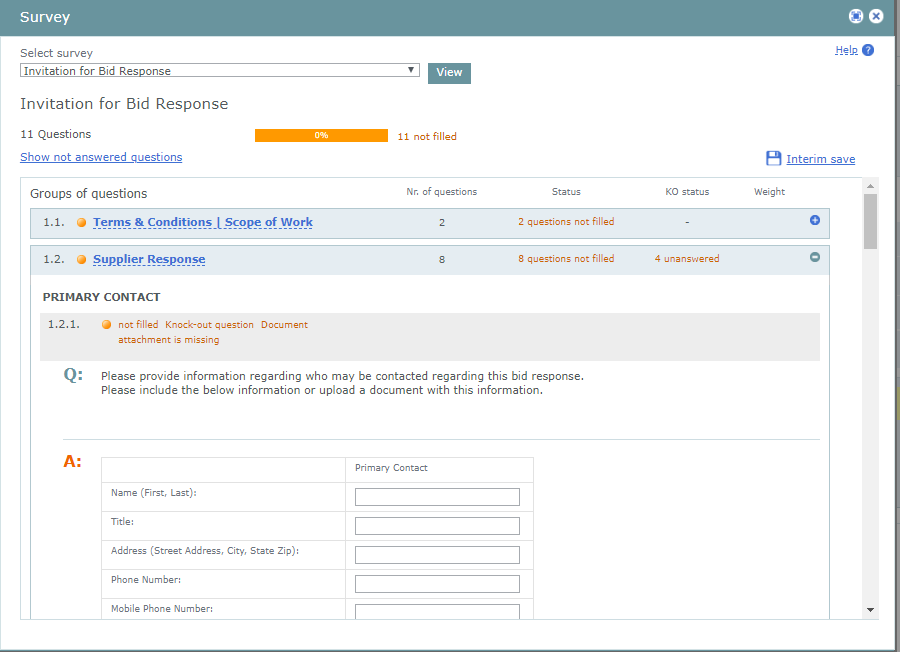 Survey
Help ?
Select survey
Invitation for Bid Response View
Invitation for Bid Response
11 Questions 0% 11 not filled
Show not answered questions Interim save
Groups of questions Nr. of questions Status KO status Weight
1.1. Terms & Conditions | Scope of Work 2 2 questions not filled -
1.2. Supplier Response 8 8 questions not filled 4 unanswered
PRIMARY CONTACT
1.2.1. not filled Knock-out question Document
attachment is missing
Q: Please provide information regarding who may be contacted regarding this bid response.
Please include the below information or upload a document with this information.
A: Primary Contact
Name (First, Last):
Title:
Address (Street Address, City, State Zip):
Phone Number:
Mobile Phone Number: